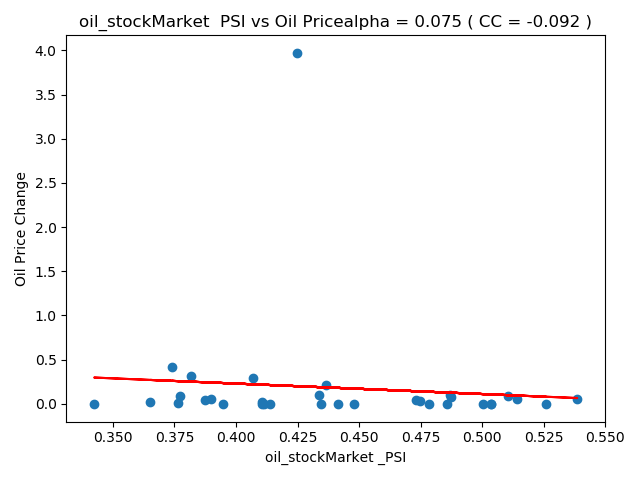 oil_stockMarket  PSI vs Oil Pricealpha = 0.075 ( CC = -0.092 )
4.0
3.5
3.0
2.5
2.0
1.5
1.0
0.5
0.0
Oil Price Change
0.350 0.375 0.400 0.425 0.450 0.475 0.500 0.525 0.550
oil_stockMarket _PSI